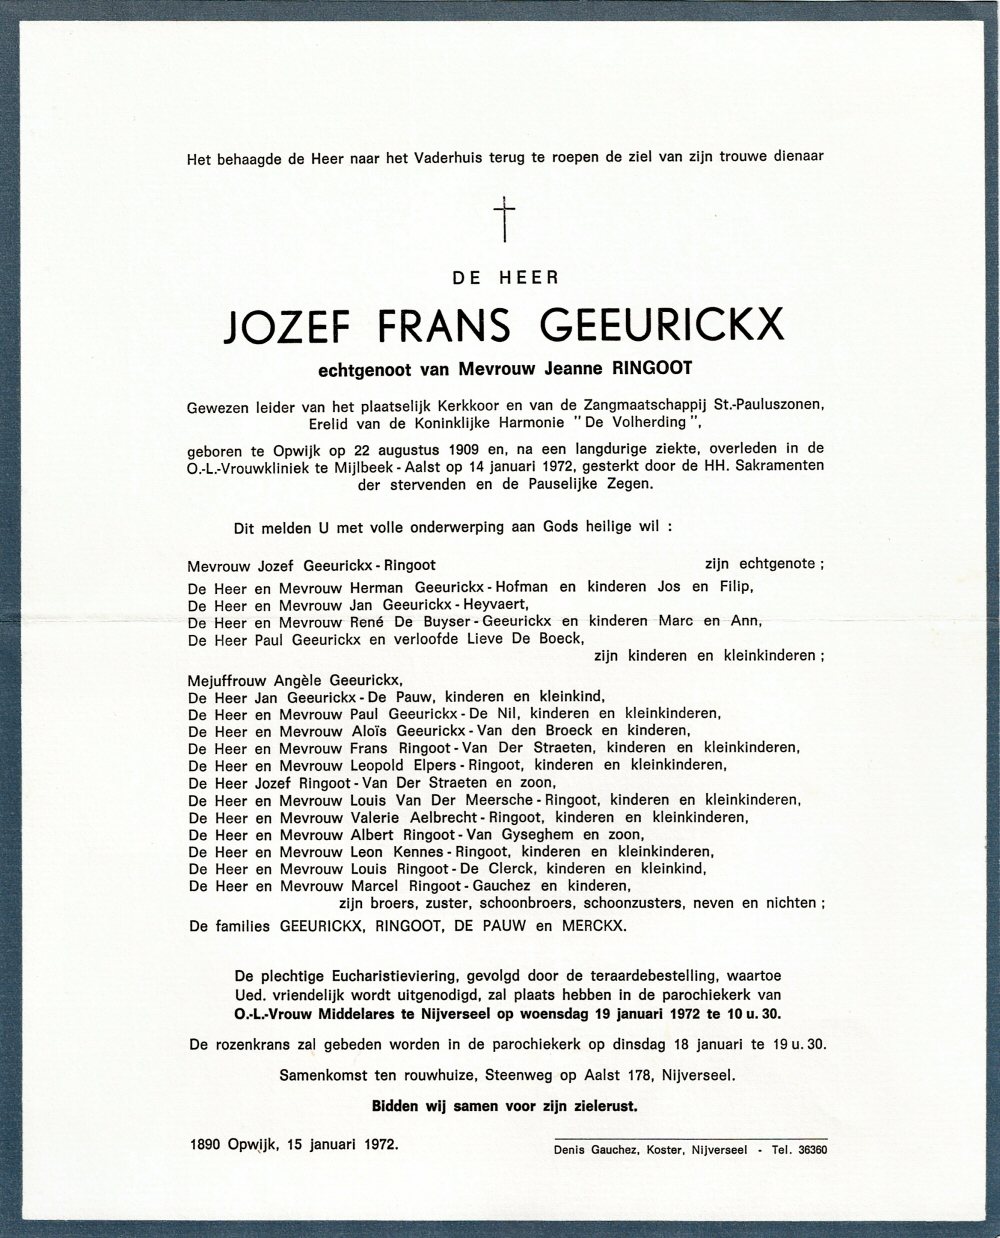 Het behaagde de Heer naar het Vaderhuis terug te roepen de ziel van zijn trouwe dienaar
DE HEER
JOZEF FRANS GEEURICKX
echtgenoot van Mevrouw Jeanne RINGOOT
Gewezen leider van het plaatselijk Kerkkoor en van de Zangmaatschappij St.-Pauluszonen,
Erelid van de Koninklijke Harmonie "De Volherding",
geboren te Opwijk op 22 augustus 1909 en, na een langdurige ziekte, overleden in de
O.-L.-Vrouwkliniek te Mijlbeek-Aalst op 14 januari 1972, gesterkt door de HH. Sakramenten
der stervenden en de Pauselijke Zegen.
Dit melden U met volle onderwerping aan Gods heilige wil :
Mevrouw Jozef Geeurickx-Ringoot zijn echtgenote ;
De Heer en Mevrouw Herman Geeurickx-Hofman en kinderen Jos en Filip,
De Heer en Mevrouw Jan Geeurickx-Heyvaert,
De Heer en Mevrouw René De Buyser-Geeurickx en kinderen Marc en Ann,
De Heer Paul Geeurickx en verloofde Lieve De Boeck,
zijn kinderen en kleinkinderen ;
Mejuffrouw Angèle Geeurickx,
De Heer Jan Geeurickx-De Pauw, kinderen en kleinkind,
De Heer en Mevrouw Paul Geeurickx-De Nil, kinderen en kleinkinderen,
De Heer en Mevrouw Aloïs Geeurickx-Van den Broeck en kinderen,
De Heer en Mevrouw Frans Ringoot-Van Der Straeten, kinderen en kleinkinderen,
De Heer en Mevrouw Leopold Elpers-Ringoot, kinderen en kleinkinderen,
De Heer Jozef Ringoot-Van Der Straeten en zoon,
De Heer en Mevrouw Louis Van Der Meersche-Ringoot, kinderen en kleinkinderen,
De Heer en Mevrouw Valerie Aelbrecht-Ringoot, kinderen en kleinkinderen,
De Heer en Mevrouw Albert Ringoot-Van Gyseghem en zoon,
De Heer en Mevrouw Leon Kennes-Ringoot, kinderen en kleinkinderen,
De Heer en Mevrouw Louis Ringoot-De Clerck, kinderen en kleinkind,
De Heer en Mevrouw Marcel Ringoot-Gauchez en kinderen,
zijn broers, zuster, schoonbroers, schoonzusters, neven en nichten ;
De families GEEURICKX, RINGOOT, DE PAUW en MERCKX.
De plechtige Eucharistieviering, gevolgd door de teraardebestelling, waartoe
Ued. vriendelijk wordt uitgenodigd, zal plaats hebben in de parochiekerk van
O.-L.-Vrouw Middelares te Nijverseel op woensdag 19 januari 1972 te 10 u. 30.
De rozenkrans zal gebeden worden in de parochiekerk op dinsdag 18 januari te 19 u. 30.
Samenkomst ten rouwhuize, Steenweg op Aalst 178, Nijverseel.
Bidden wij samen voor zijn zielerust.
1890 Opwijk, 15 januari 1972.
Denis Gauchez, Koster, Nijverseel - Tel. 36360